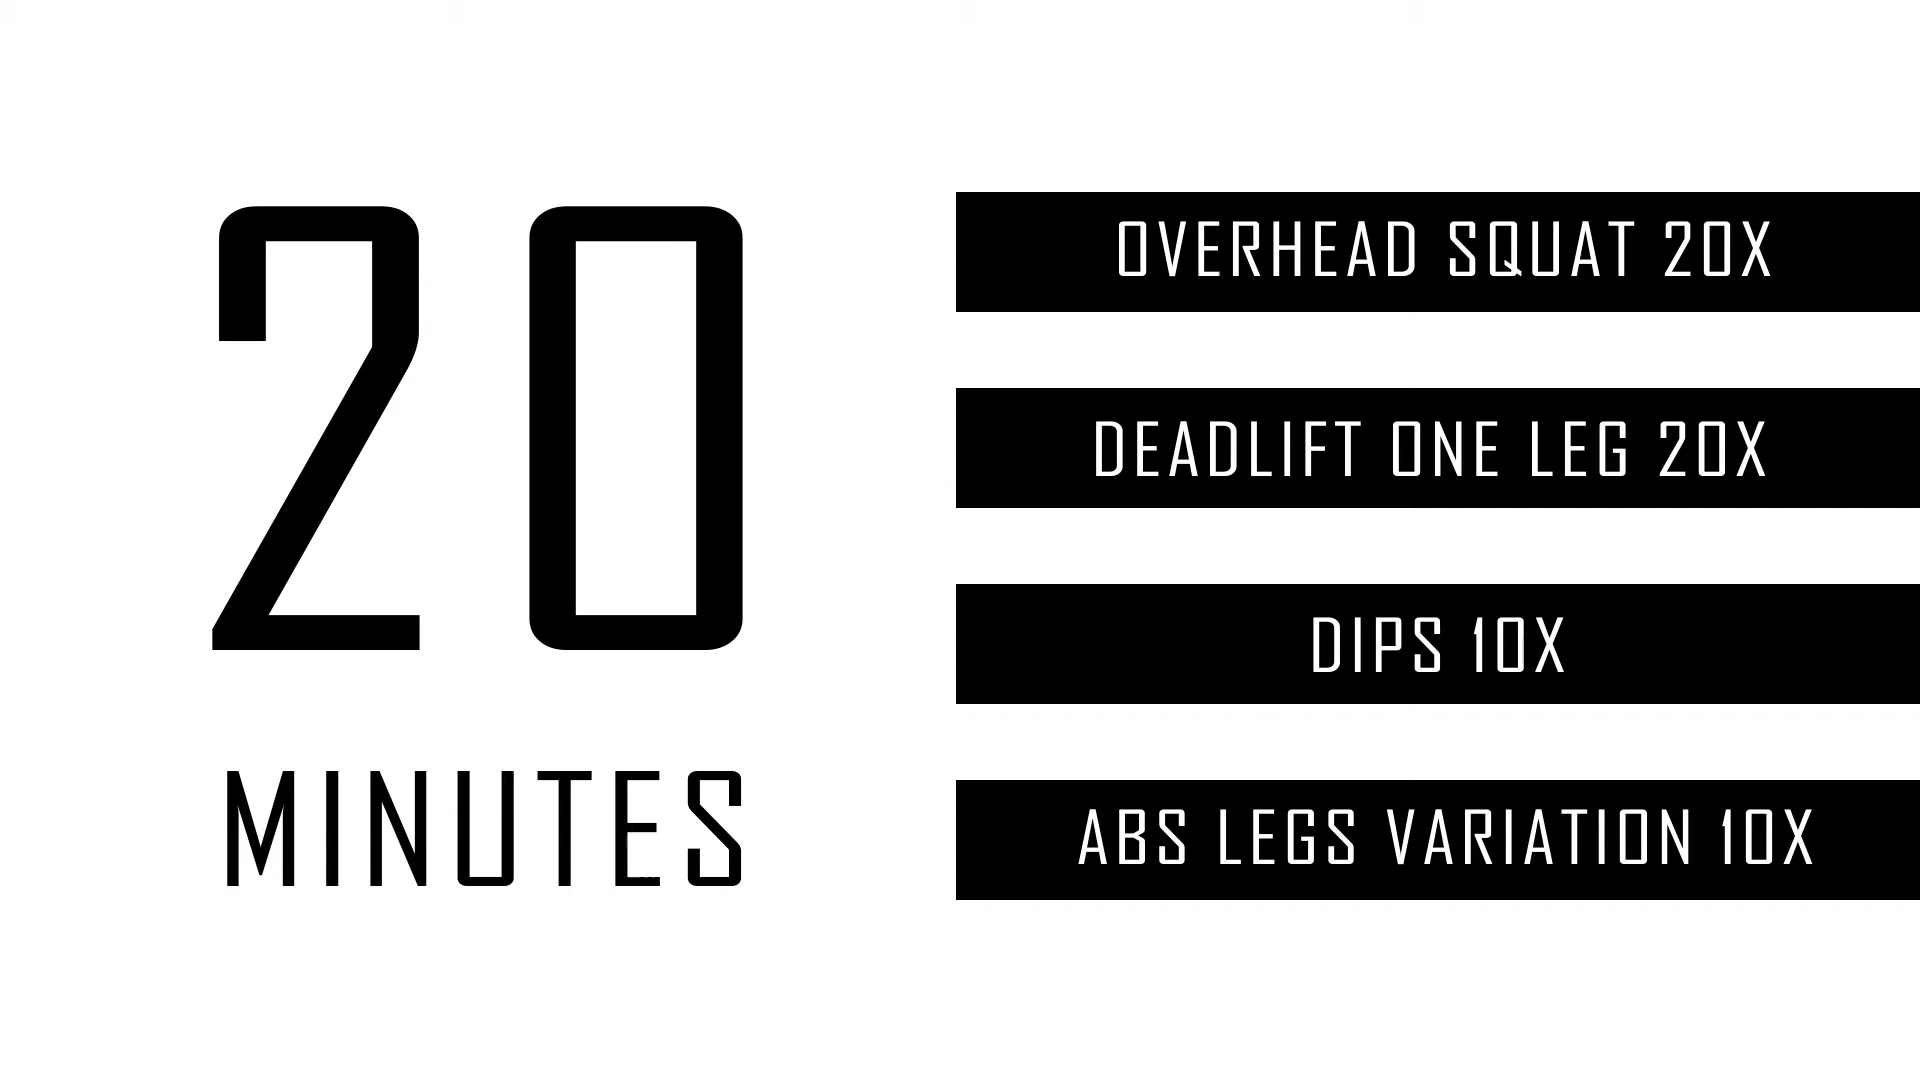 20
MINUTES
OVERHEAD SQUAT 20X
DEADLIFT ONE LEG 20X
DIPS 10X
ABS LEGS VARIATION 10X